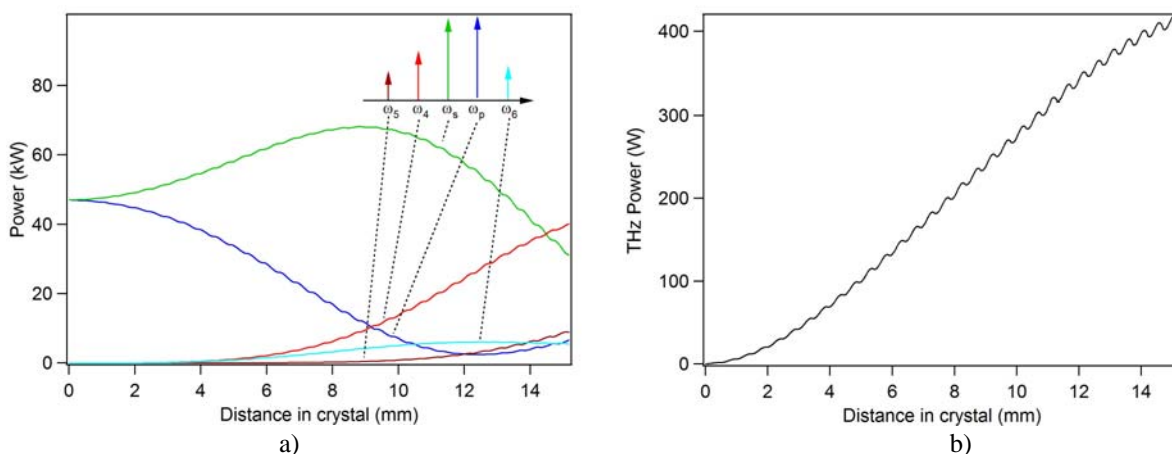 80
60
40
20
0
Power (kW)
ω5 ω4 ωs ωp ω6
0 2 4 6 8 10 12 14
Distance in crystal (mm)
a)
400
300
200
100
0
THz Power (W)
0 2 4 6 8 10 12 14
Distance in crystal (mm)
b)